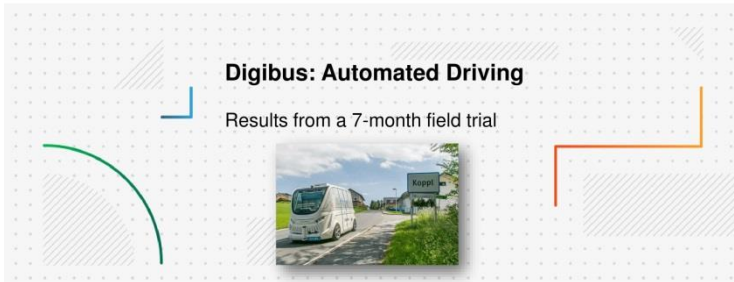 Digibus: Automated Driving
Results from a 7-month field trial
Koppl